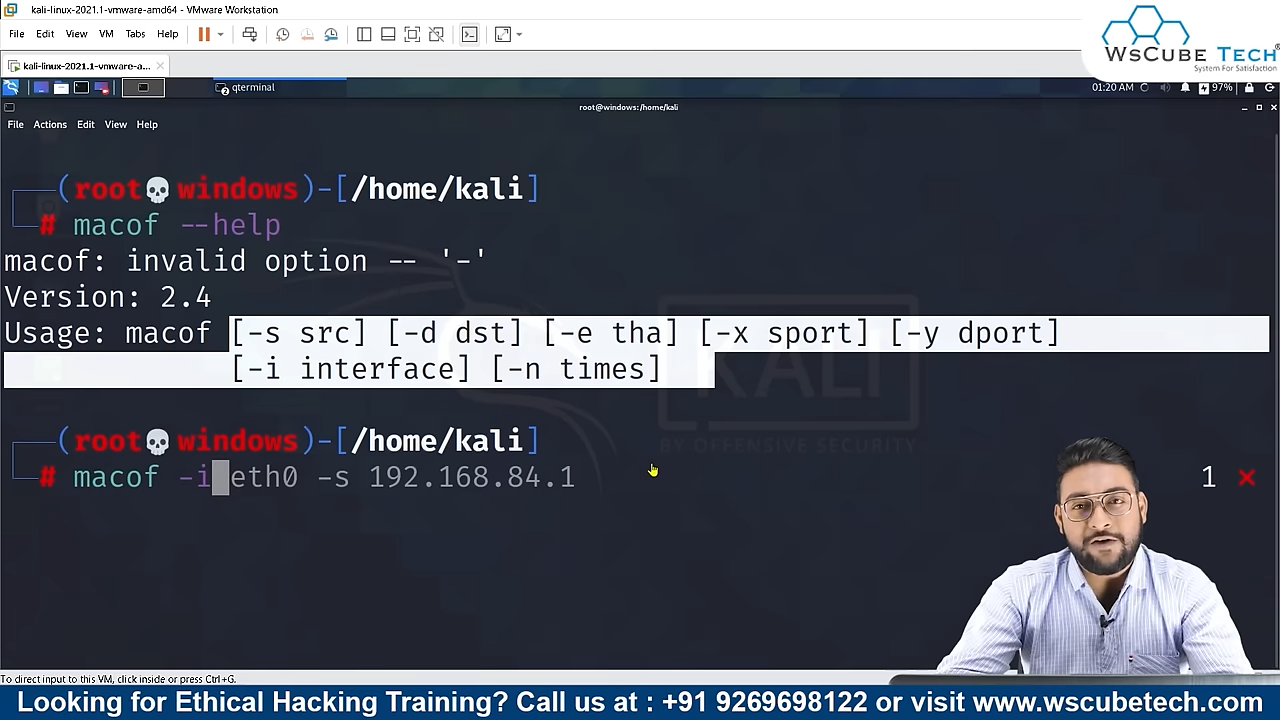 kali-linux-2021.1-vmware-amd64 - VMware Workstation
File Edit View VM Tabs Help
WSCUBE TECH®
System For Satisfaction
kali-linux-2021.1-vmware-a...
qterminal
01:20 AM
97%
root@windows:/home/kali
File Actions Edit View Help
(root💀windows)-[/home/kali]
# macof --help
macof: invalid option -- '-'
Version: 2.4
Usage: macof [-s src] [-d dst] [-e tha] [-x sport] [-y dport]
[-i interface] [-n times]
KALI
BY OFFENSIVE SECURITY
(root💀windows)-[/home/kali]
# macof -i eth0 -s 192.168.84.1 1 ×
To direct input to this VM, click inside or press Ctrl+G.
Looking for Ethical Hacking Training? Call us at : +91 9269698122 or visit www.wscubetech.com